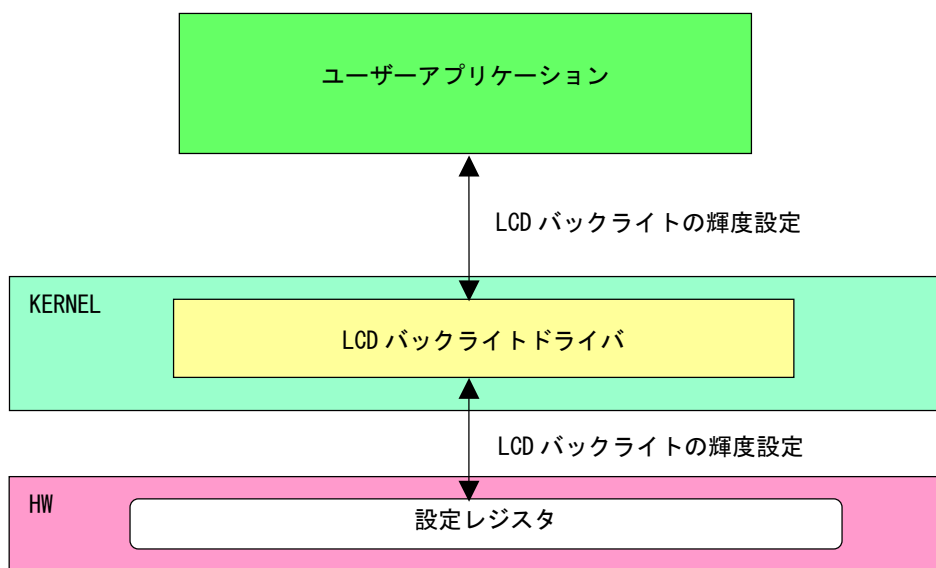 ユーザーアプリケーション
LCD バックライトの輝度設定
KERNEL
LCD バックライトドライバ
LCD バックライトの輝度設定
HW
設定レジスタ